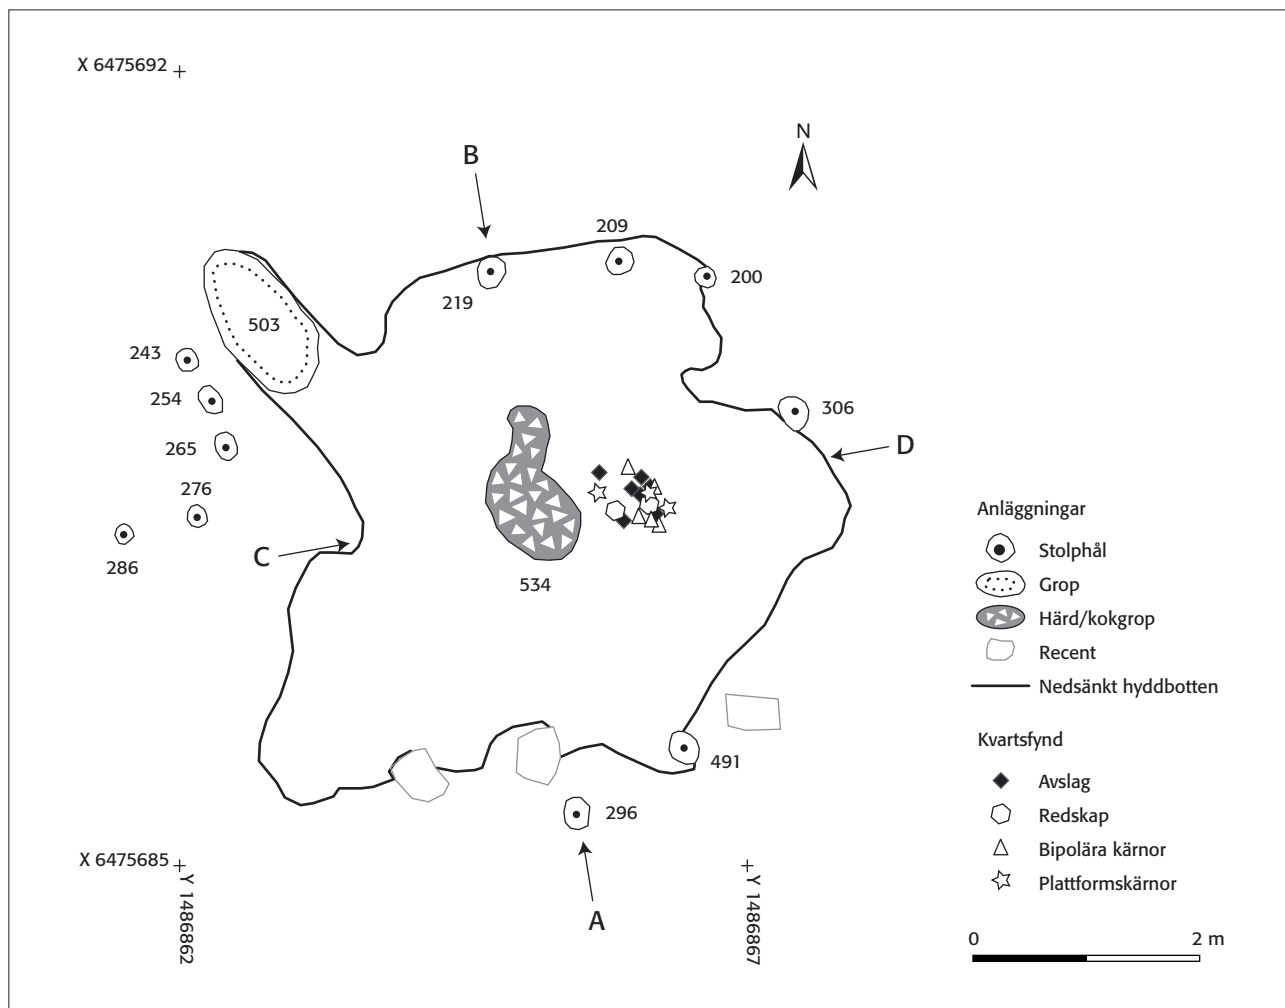 X 6475692
N
B
209
200
219
503
243
254
306
265
D
276
C
286
534
491
296
A
X 6475685
Y 1486862
Y 1486867
Anläggningar
Stolphål
Grop
Härd/kokgrop
Recent
Nedsänkt hyddbotten
Kvartsfynd
Avslag
Redskap
Bipolära kärnor
Plattformskärnor
0 2 m